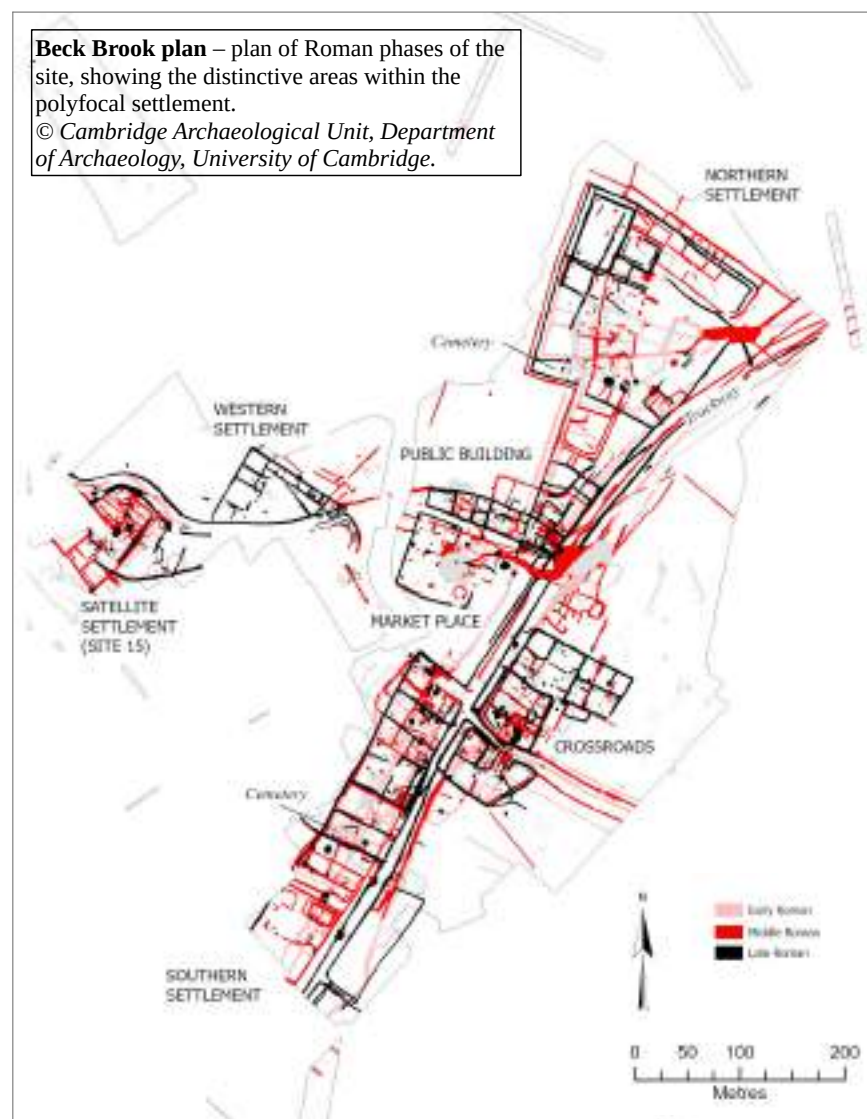 Beck Brook plan – plan of Roman phases of the
site, showing the distinctive areas within the
polyfocal settlement.
© Cambridge Archaeological Unit, Department
of Archaeology, University of Cambridge.
NORTHERN
SETTLEMENT
Cemetery
Trackway
WESTERN
SETTLEMENT
PUBLIC BUILDING
SATELLITE
SETTLEMENT
(SITE 15)
MARKET PLACE
CROSSROADS
Cemetery
SOUTHERN
SETTLEMENT
N
Early Roman
Middle Roman
Late Roman
0 50 100 200
Metres